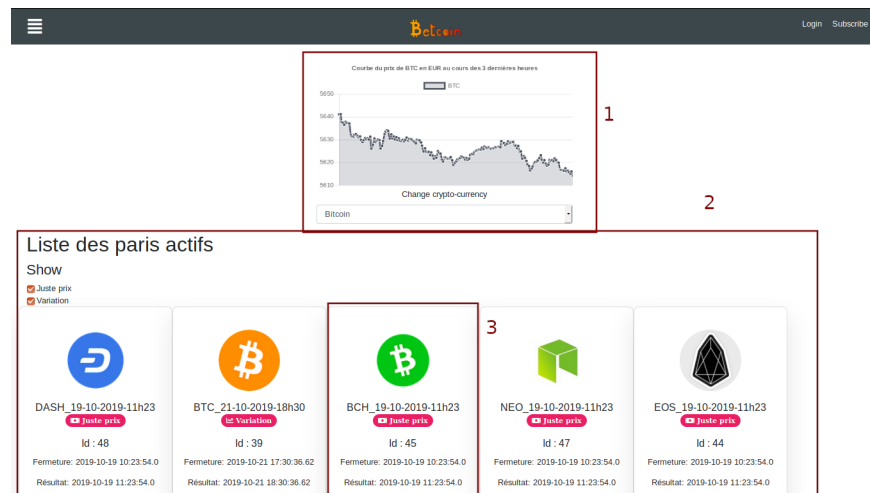 Betcoin
Login Subscribe
Courbe du prix de BTC en EUR au cours des 3 dernières heures
BTC
5650
5640
5630
5620
5610
1
Change crypto-currency
Bitcoin
2
Liste des paris actifs
Show
Juste prix
Variation
3
DASH_19-10-2019-11h23
Juste prix
Id : 48
Fermeture: 2019-10-19 10:23:54.0
Résultat: 2019-10-19 11:23:54.0
BTC_21-10-2019-18h30
Variation
Id : 39
Fermeture: 2019-10-21 17:30:36.62
Résultat: 2019-10-21 18:30:36.62
BCH_19-10-2019-11h23
Juste prix
Id : 45
Fermeture: 2019-10-19 10:23:54.0
Résultat: 2019-10-19 11:23:54.0
NEO_19-10-2019-11h23
Juste prix
Id : 47
Fermeture: 2019-10-19 10:23:54.0
Résultat: 2019-10-19 11:23:54.0
EOS_19-10-2019-11h23
Juste prix
Id : 44
Fermeture: 2019-10-19 10:23:54.0
Résultat: 2019-10-19 11:23:54.0